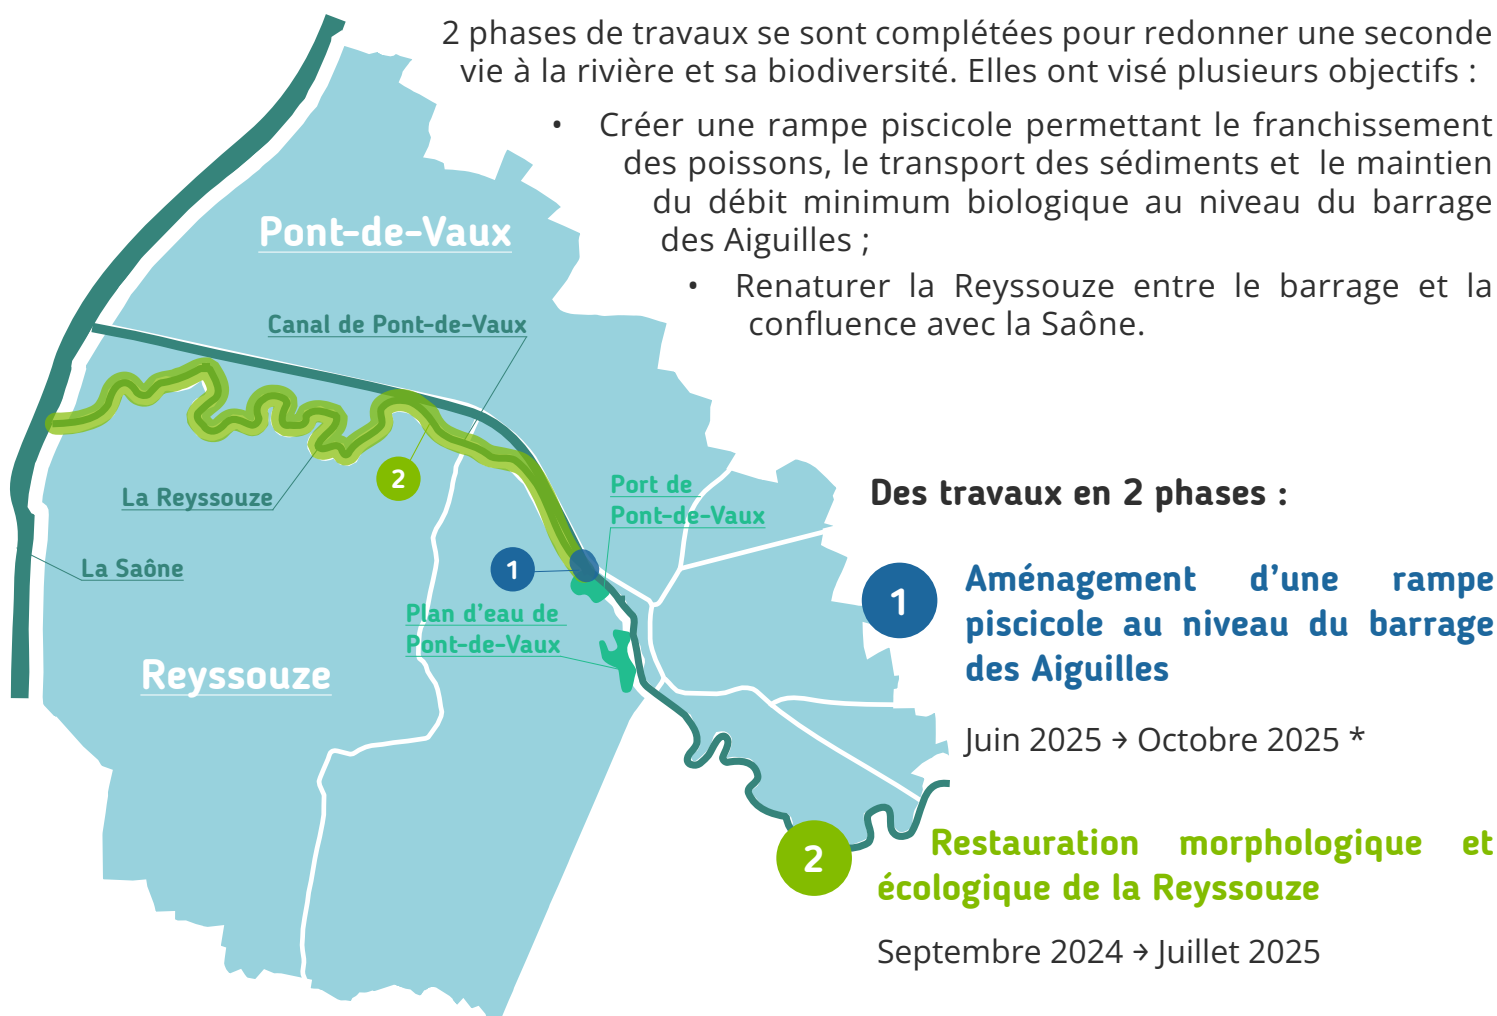 2 phases de travaux se sont complétées pour redonner une seconde
vie à la rivière et sa biodiversité. Elles ont visé plusieurs objectifs :
• Créer une rampe piscicole permettant le franchissement
des poissons, le transport des sédiments et le maintien
du débit minimum biologique au niveau du barrage
des Aiguilles ;
• Renaturer la Reyssouze entre le barrage et la
confluence avec la Saône.
Pont-de-Vaux
Canal de Pont-de-Vaux
La Reyssouze
2
La Saône
Port de
Pont-de-Vaux
1
Plan d'eau de
Pont-de-Vaux
Reyssouze
Des travaux en 2 phases :
1
Aménagement d'une rampe
piscicole au niveau du barrage
des Aiguilles
Juin 2025 → Octobre 2025 *
2
Restauration morphologique et
écologique de la Reyssouze
Septembre 2024 → Juillet 2025